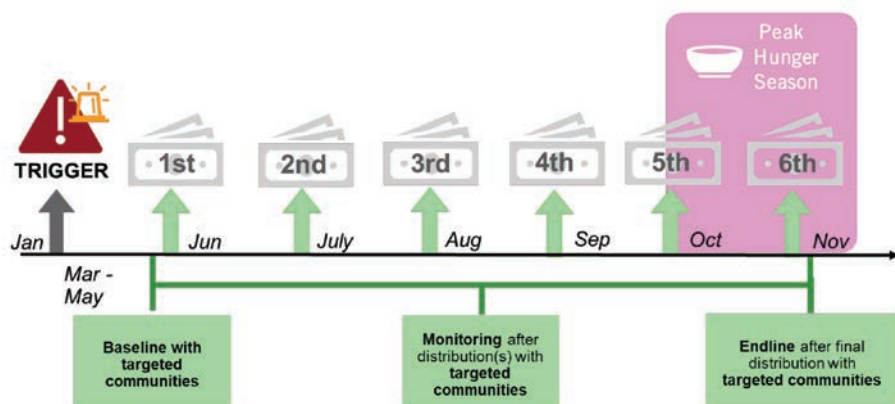 Peak
Hunger
Season
TRIGGER
1st
2nd
3rd
4th
5th
6th
Jan
Jun
July
Aug
Sep
Oct
Nov
Mar -
May
Baseline with
targeted
communities
Monitoring after
distribution(s) with
targeted
communities
Endline after final
distribution with
targeted communities